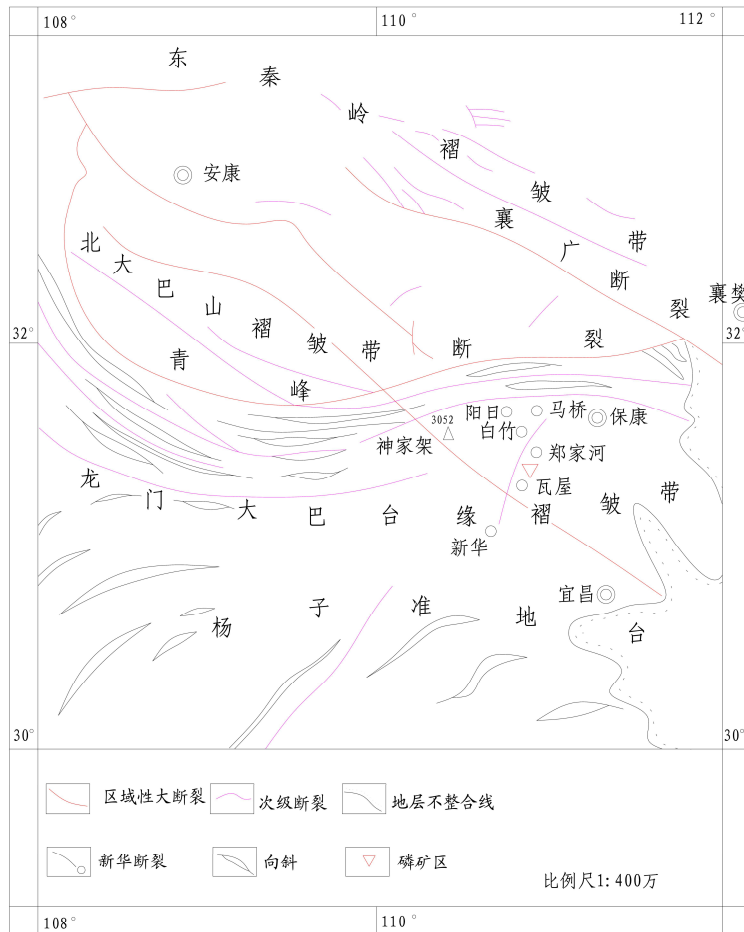 108°
110°
112°
东秦岭褶皱带
安康
襄广断裂
襄樊
北大巴山褶皱带
32°
32°
青峰断裂
阳日
马桥
保康
白竹
3052
神农架
郑家河
瓦屋
龙门大巴台缘褶皱带
新华
宜昌
杨子准地台
30°
30°
区域性大断裂
次级断裂
地层不整合线
新华断裂
向斜
磷矿区
比例尺1:400万
108°
110°